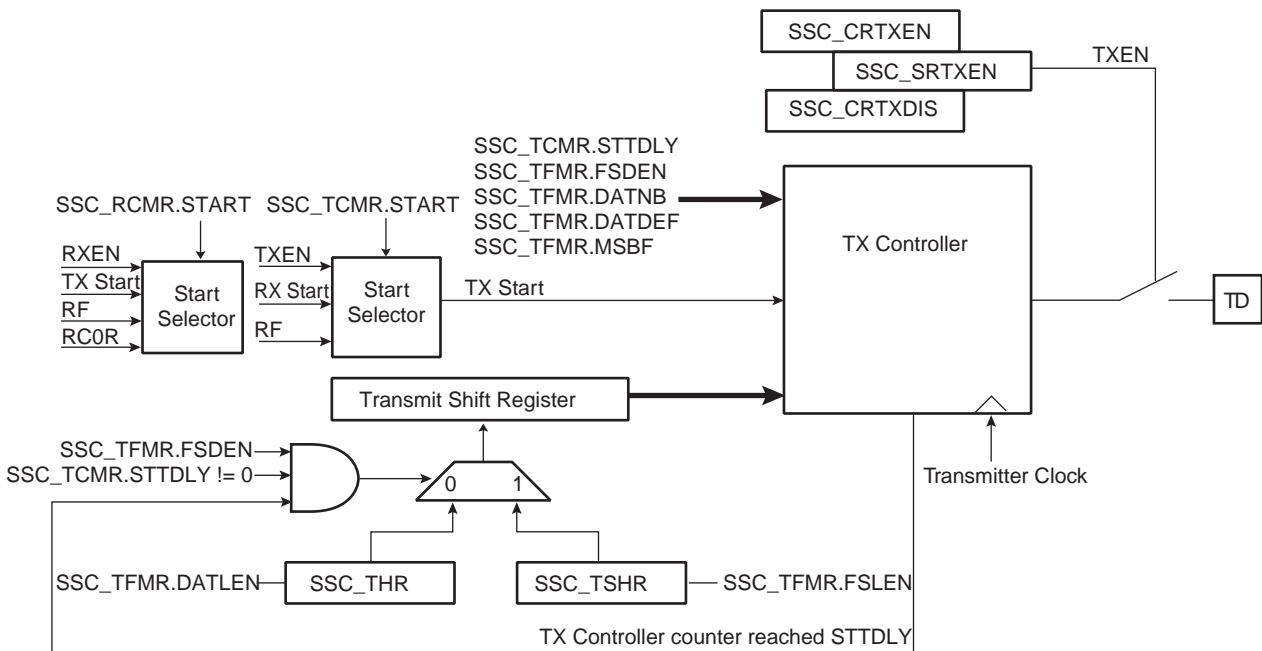 SSC_CRTXEN
SSC_SRTXEN
TXEN
SSC_CRTXDIS
SSC_TCMR.STTDLY
SSC_TFMR.FSDEN
SSC_TFMR.DATNB
SSC_TFMR.DATDEF
SSC_TFMR.MSBF
SSC_RCMR.START
SSC_TCMR.START
RXEN
TX Start
RF
RC0R
Start
Selector
TXEN
RX Start
RF
Start
Selector
TX Start
TX Controller
TD
Transmit Shift Register
SSC_TFMR.FSDEN
SSC_TCMR.STTDLY != 0
0 1
Transmitter Clock
SSC_TFMR.DATLEN
SSC_THR
SSC_TSHR
SSC_TFMR.FSLEN
TX Controller counter reached STTDLY